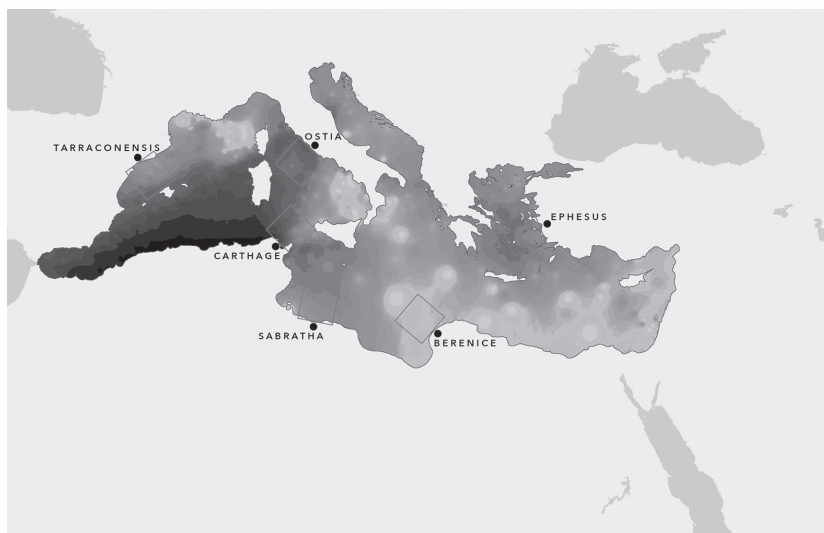 OSTIA
TARRACONENSIS
EPHESUS
CARTHAGE
SABRATHA
BERENICE